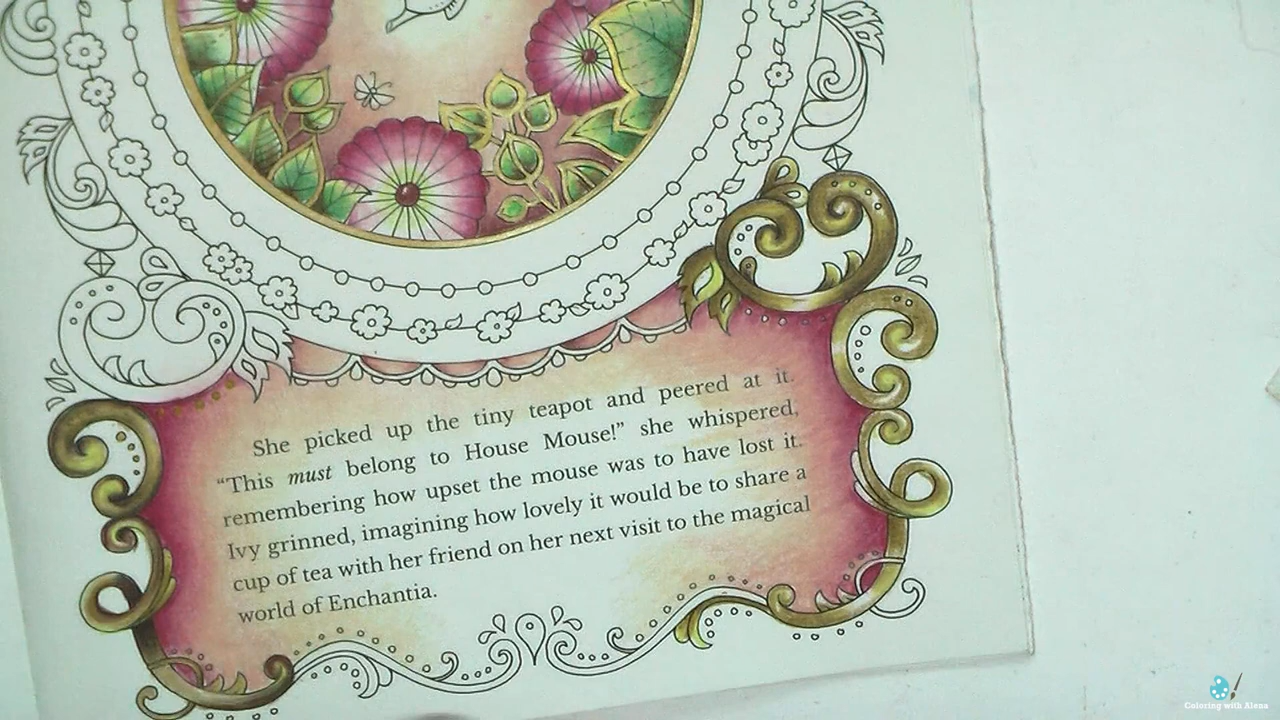 She picked up the tiny teapot and peered at it.
“This must belong to House Mouse!” she whispered,
remembering how upset the mouse was to have lost it.
Ivy grinned, imagining how lovely it would be to share a
cup of tea with her friend on her next visit to the magical
world of Enchantia.
Coloring with Alena